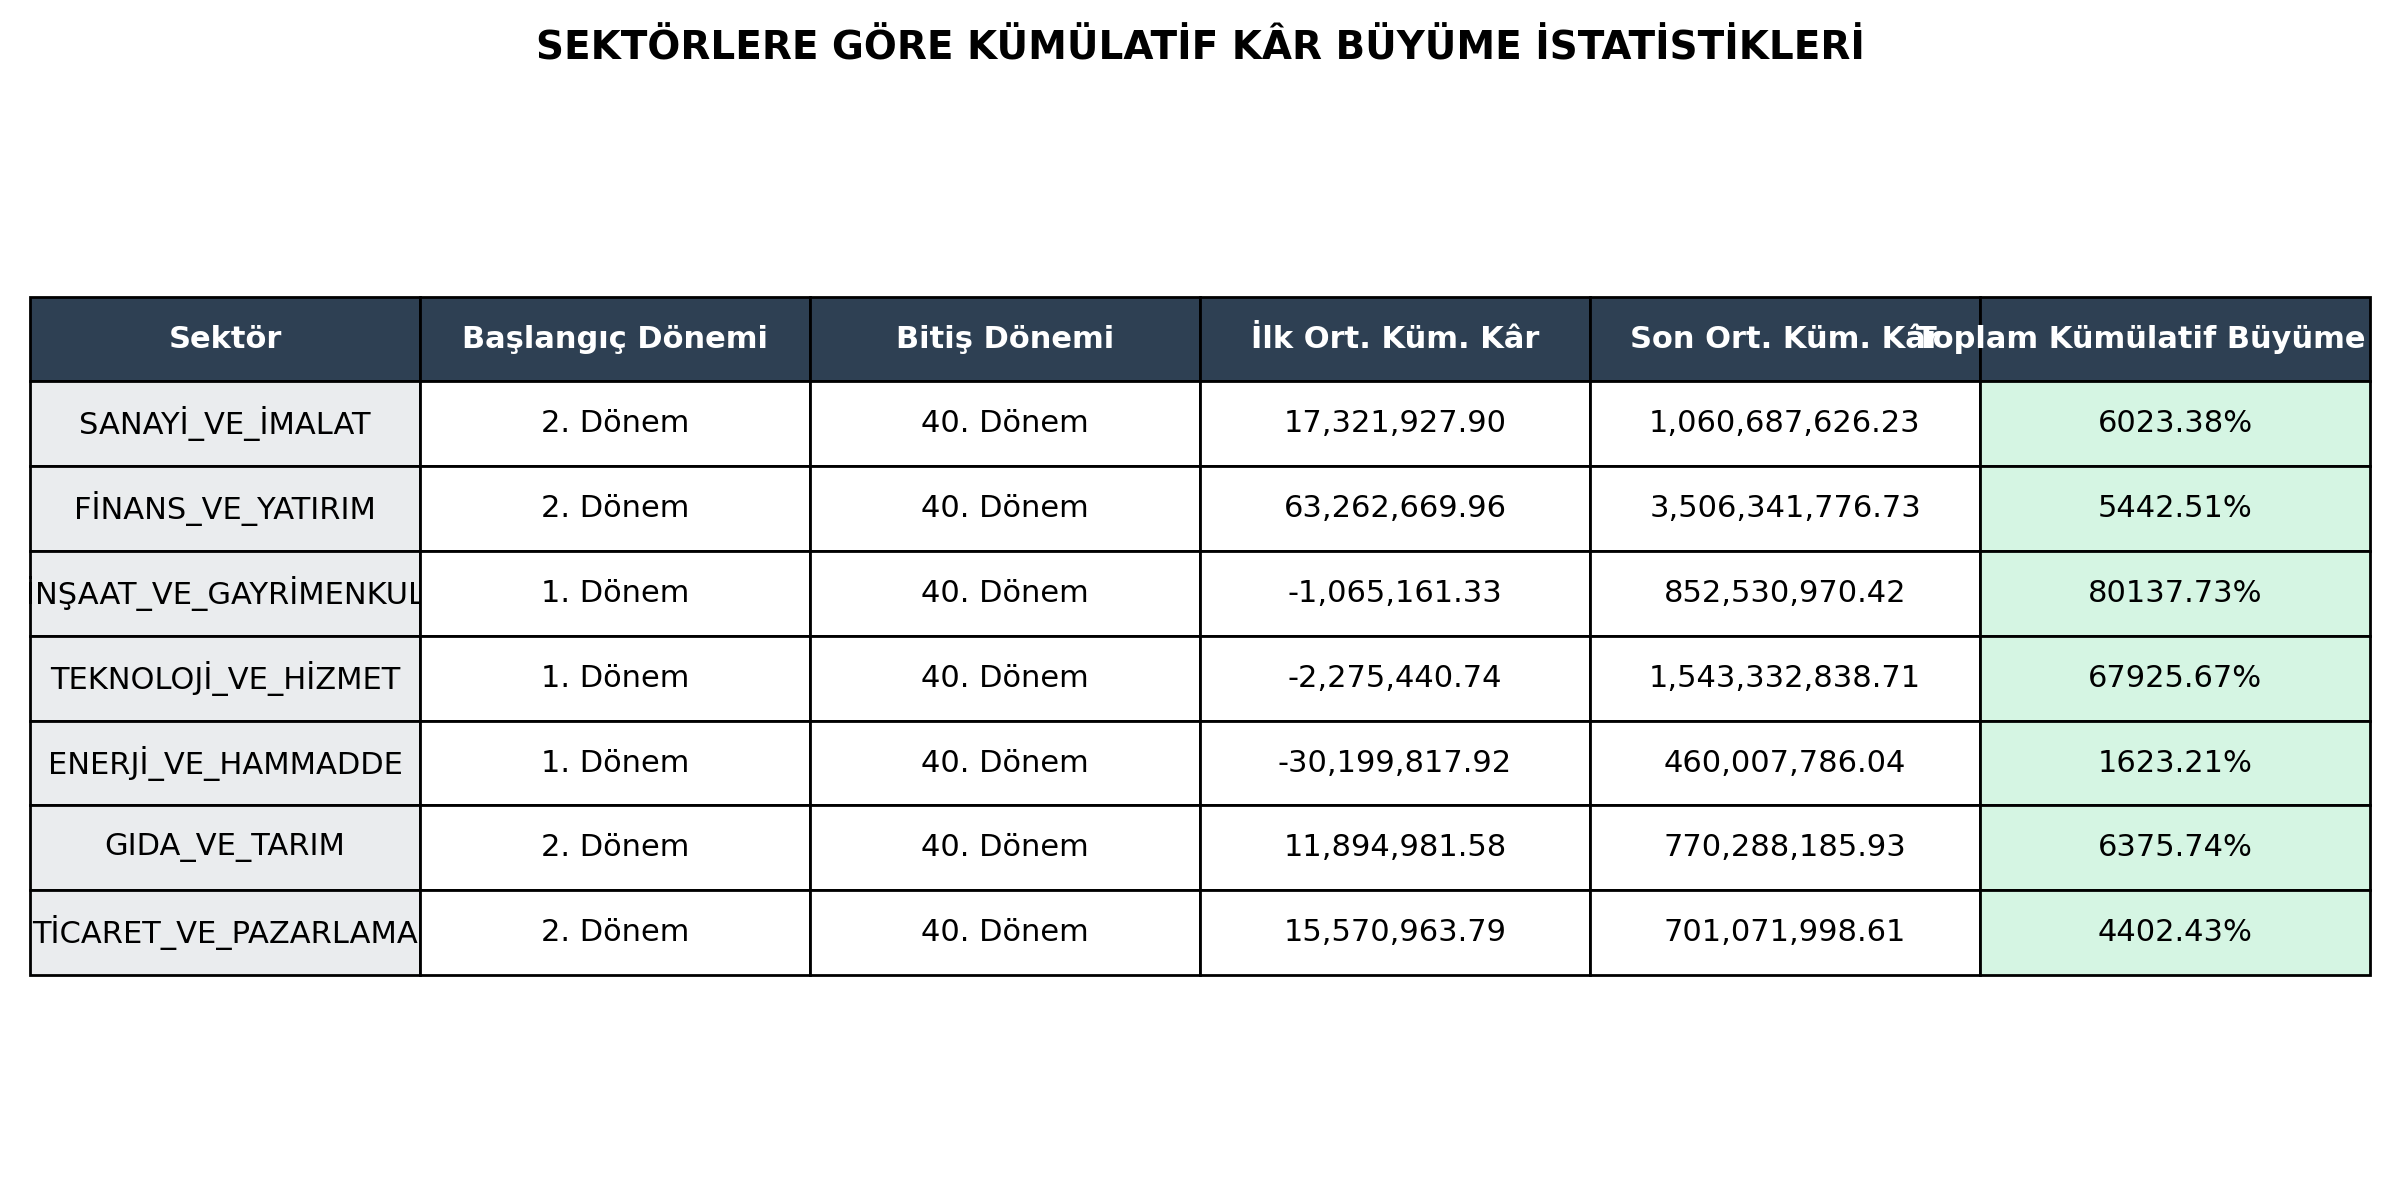 SEKTÖRLERE GÖRE KÜMÜLATİF KÂR BÜYÜME İSTATİSTİKLERİ
Sektör Başlangıç Dönemi Bitiş Dönemi İlk Ort. Küm. Kâr Son Ort. Küm. Kâr Toplam Kümülatif Büyüme
SANAYİ_VE_İMALAT 2. Dönem 40. Dönem 17,321,927.90 1,060,687,626.23 6023.38%
FİNANS_VE_YATIRIM 2. Dönem 40. Dönem 63,262,669.96 3,506,341,776.73 5442.51%
NŞAAT_VE_GAYRİMENKUL 1. Dönem 40. Dönem -1,065,161.33 852,530,970.42 80137.73%
TEKNOLOJİ_VE_HİZMET 1. Dönem 40. Dönem -2,275,440.74 1,543,332,838.71 67925.67%
ENERJİ_VE_HAMMADDE 1. Dönem 40. Dönem -30,199,817.92 460,007,786.04 1623.21%
GIDA_VE_TARIM 2. Dönem 40. Dönem 11,894,981.58 770,288,185.93 6375.74%
TİCARET_VE_PAZARLAMA 2. Dönem 40. Dönem 15,570,963.79 701,071,998.61 4402.43%